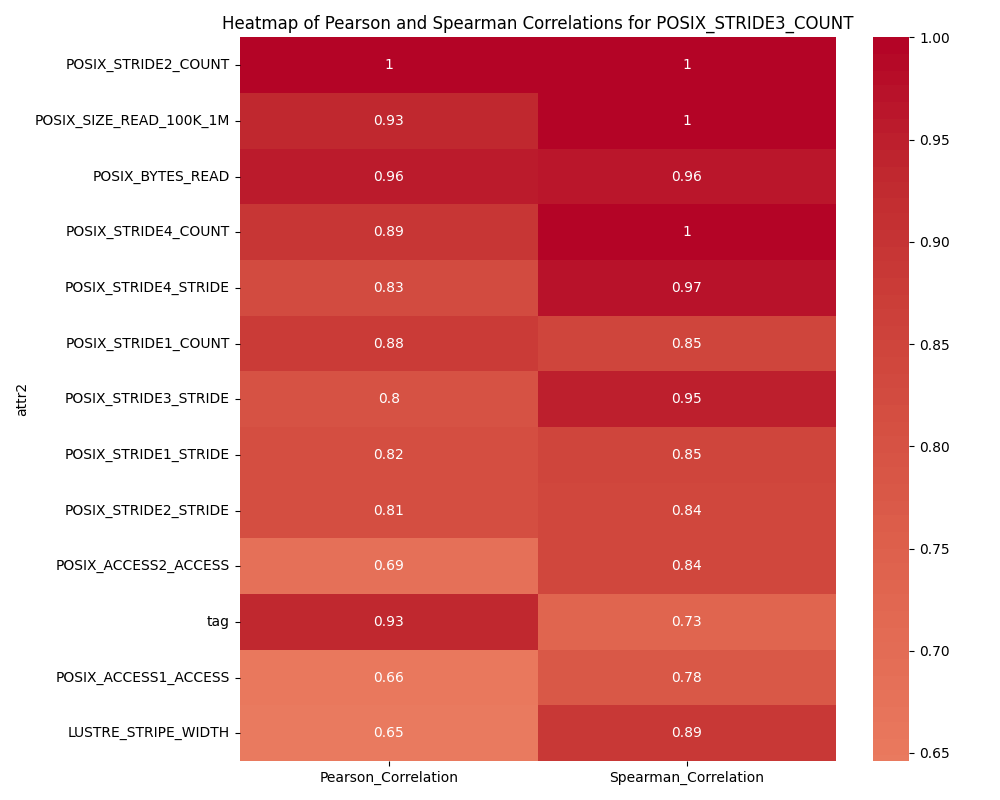 Heatmap of Pearson and Spearman Correlations for POSIX_STRIDE3_COUNT
attr2
POSIX_STRIDE2_COUNT 1 1
POSIX_SIZE_READ_100K_1M 0.93 1
POSIX_BYTES_READ 0.96 0.96
POSIX_STRIDE4_COUNT 0.89 1
POSIX_STRIDE4_STRIDE 0.83 0.97
POSIX_STRIDE1_COUNT 0.88 0.85
POSIX_STRIDE3_STRIDE 0.8 0.95
POSIX_STRIDE1_STRIDE 0.82 0.85
POSIX_STRIDE2_STRIDE 0.81 0.84
POSIX_ACCESS2_ACCESS 0.69 0.84
tag 0.93 0.73
POSIX_ACCESS1_ACCESS 0.66 0.78
LUSTRE_STRIPE_WIDTH 0.65 0.89
Pearson_Correlation Spearman_Correlation
1.00
0.95
0.90
0.85
0.80
0.75
0.70
0.65